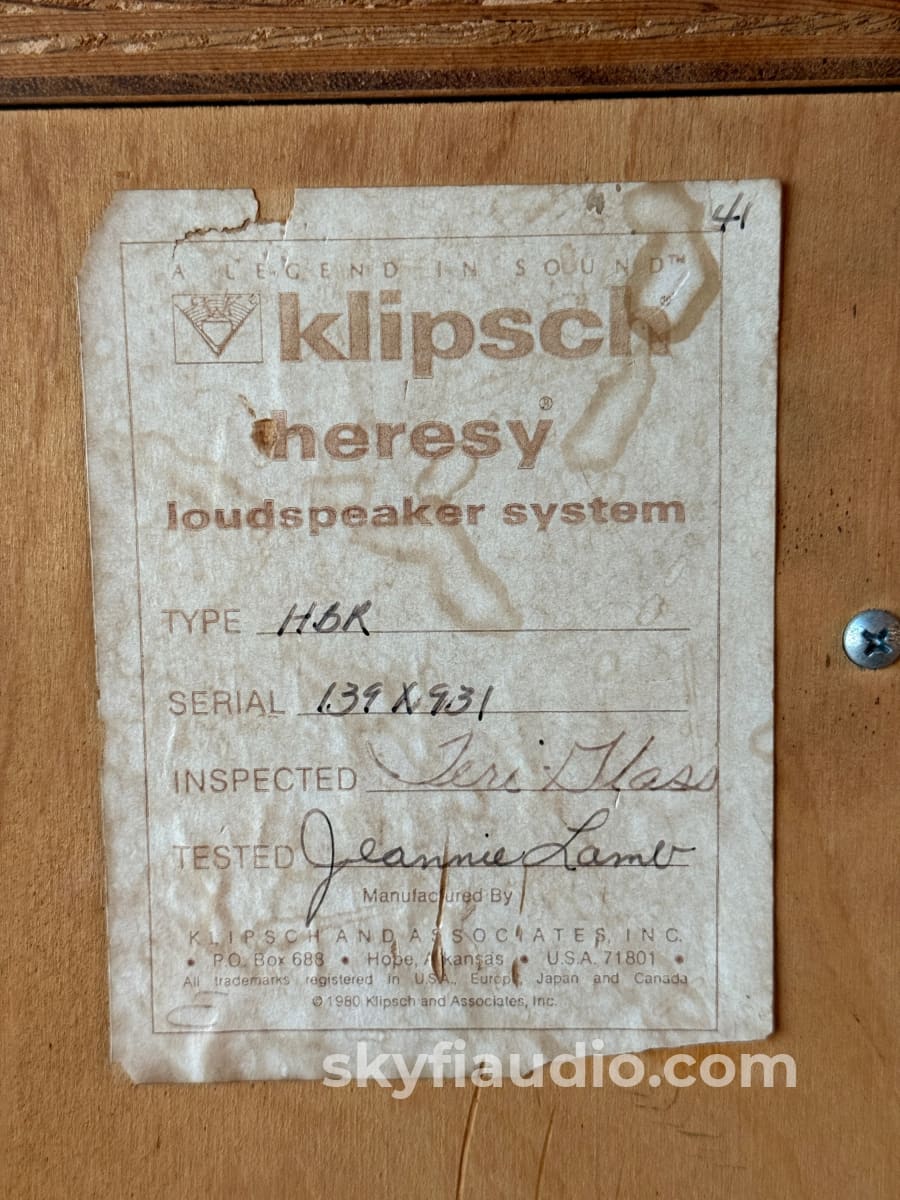 41
A LEGEND IN SOUND™
klipsch®
heresy®
loudspeaker system
TYPE HBR
SERIAL 139X931
INSPECTED Teri Glass
TESTED Jeannie Lamb
Manufactured By
KLIPSCH AND ASSOCIATES, INC.
• P.O. Box 688 • Hope, Arkansas • U.S.A. 71801 •
All trademarks registered in U.S.A., Europe, Japan and Canada
©1980 Klipsch and Associates, Inc.
skyfiaudio.com